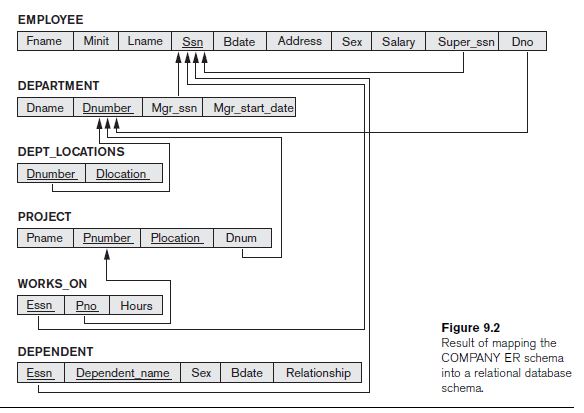 EMPLOYEE
Fname Minit Lname Ssn Bdate Address Sex Salary Super_ssn Dno
DEPARTMENT
Dname Dnumber Mgr_ssn Mgr_start_date
DEPT_LOCATIONS
Dnumber Dlocation
PROJECT
Pname Pnumber Plocation Dnum
WORKS_ON
Essn Pno Hours
DEPENDENT
Essn Dependent_name Sex Bdate Relationship
Figure 9.2
Result of mapping the
COMPANY ER schema
into a relational database
schema.